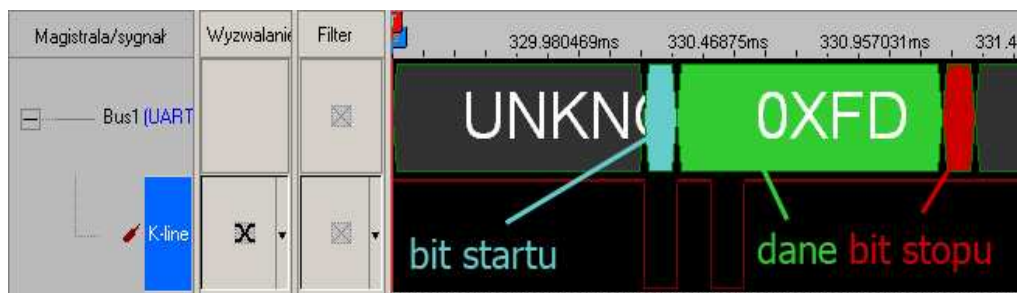 Magistrala/sygnał Wyzwalanie Filter 329.980469ms 330.46875ms 330.957031ms 331.4
Bus1 (UART UNKNO 0XFD
K-line
bit startu dane bit stopu